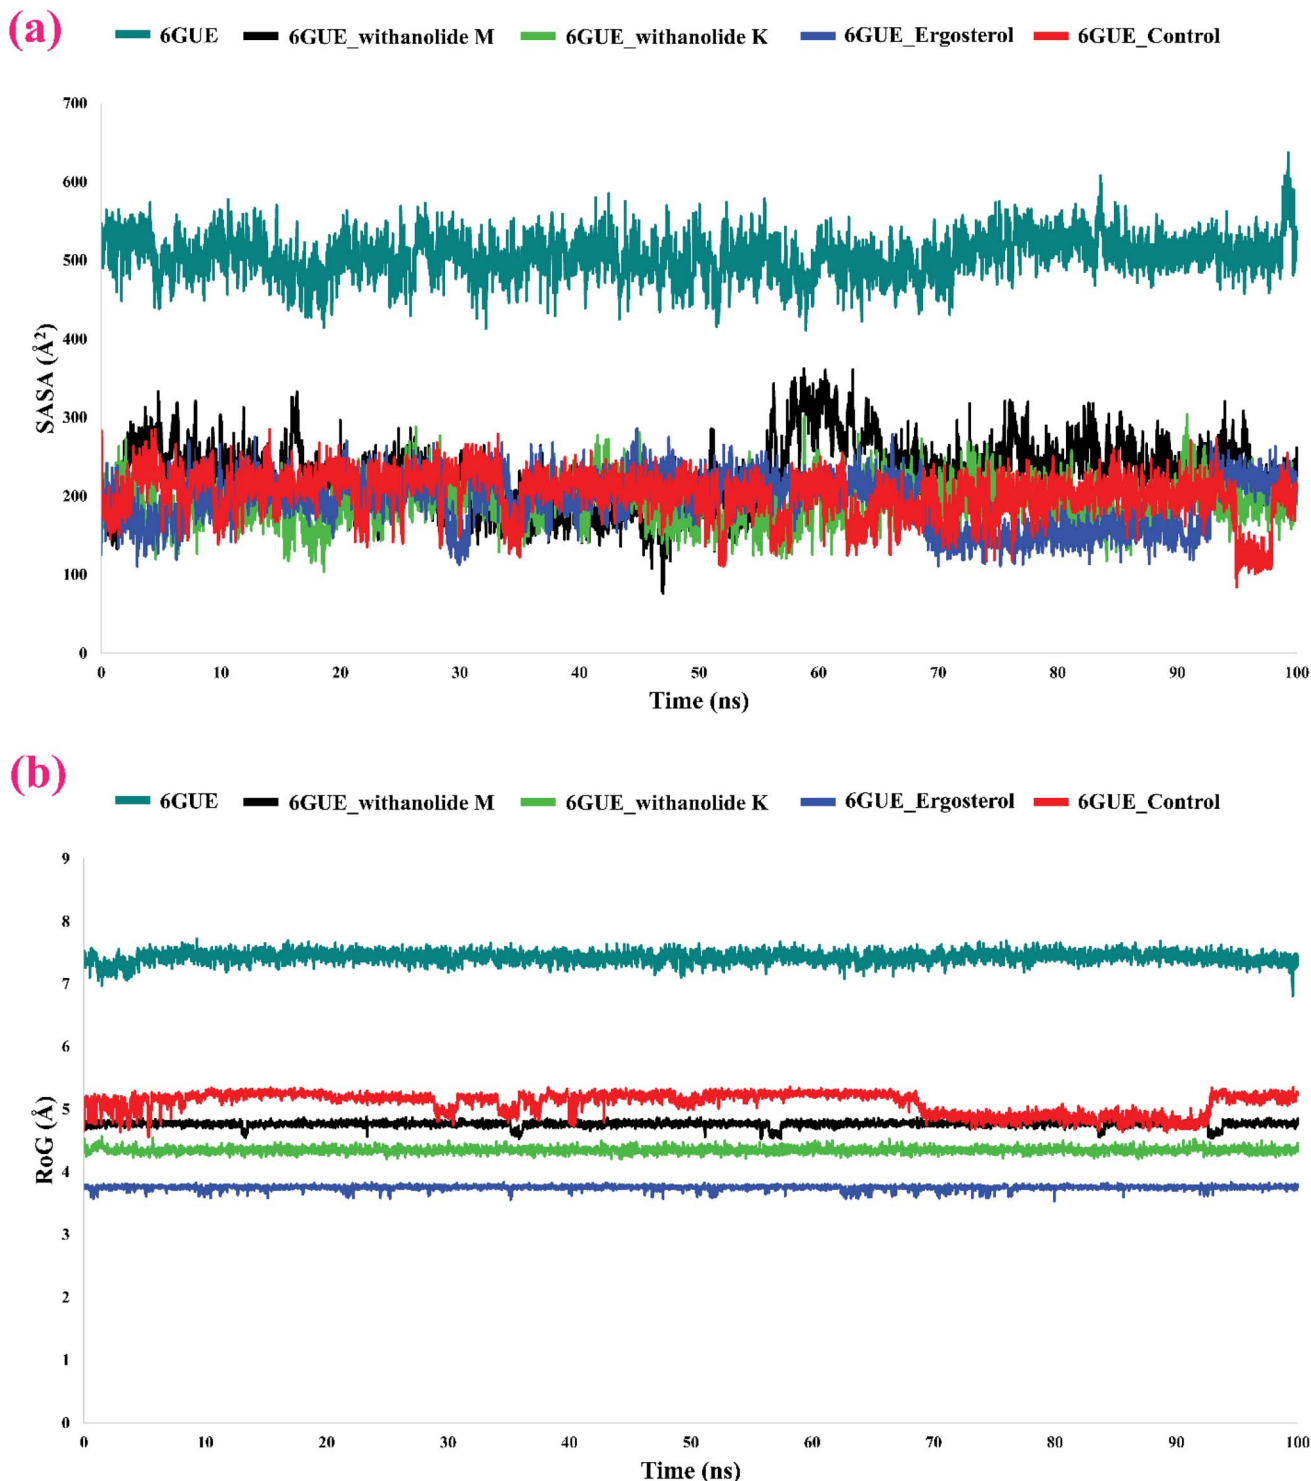 (a)
6GUE 6GUE_withanolide M 6GUE_withanolide K 6GUE_Ergosterol 6GUE_Control
700
600
500
400
300
200
100
0
SASA (Å²)
0 10 20 30 40 50 60 70 80 90 100
Time (ns)
(b)
6GUE 6GUE_withanolide M 6GUE_withanolide K 6GUE_Ergosterol 6GUE_Control
9
8
7
6
5
4
3
2
1
0
RoG (Å)
0 10 20 30 40 50 60 70 80 90 100
Time (ns)